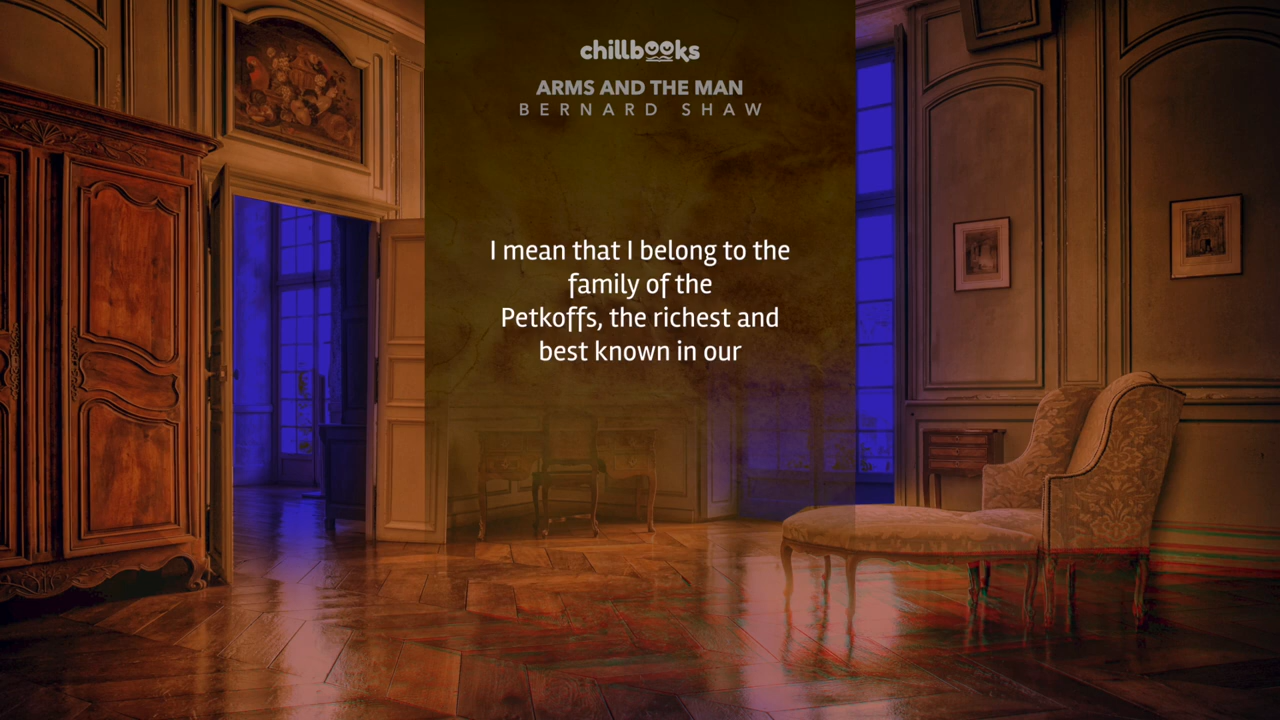 chillbooks
ARMS AND THE MAN
BERNARD SHAW
I mean that I belong to the
family of the
Petkoffs, the richest and
best known in our